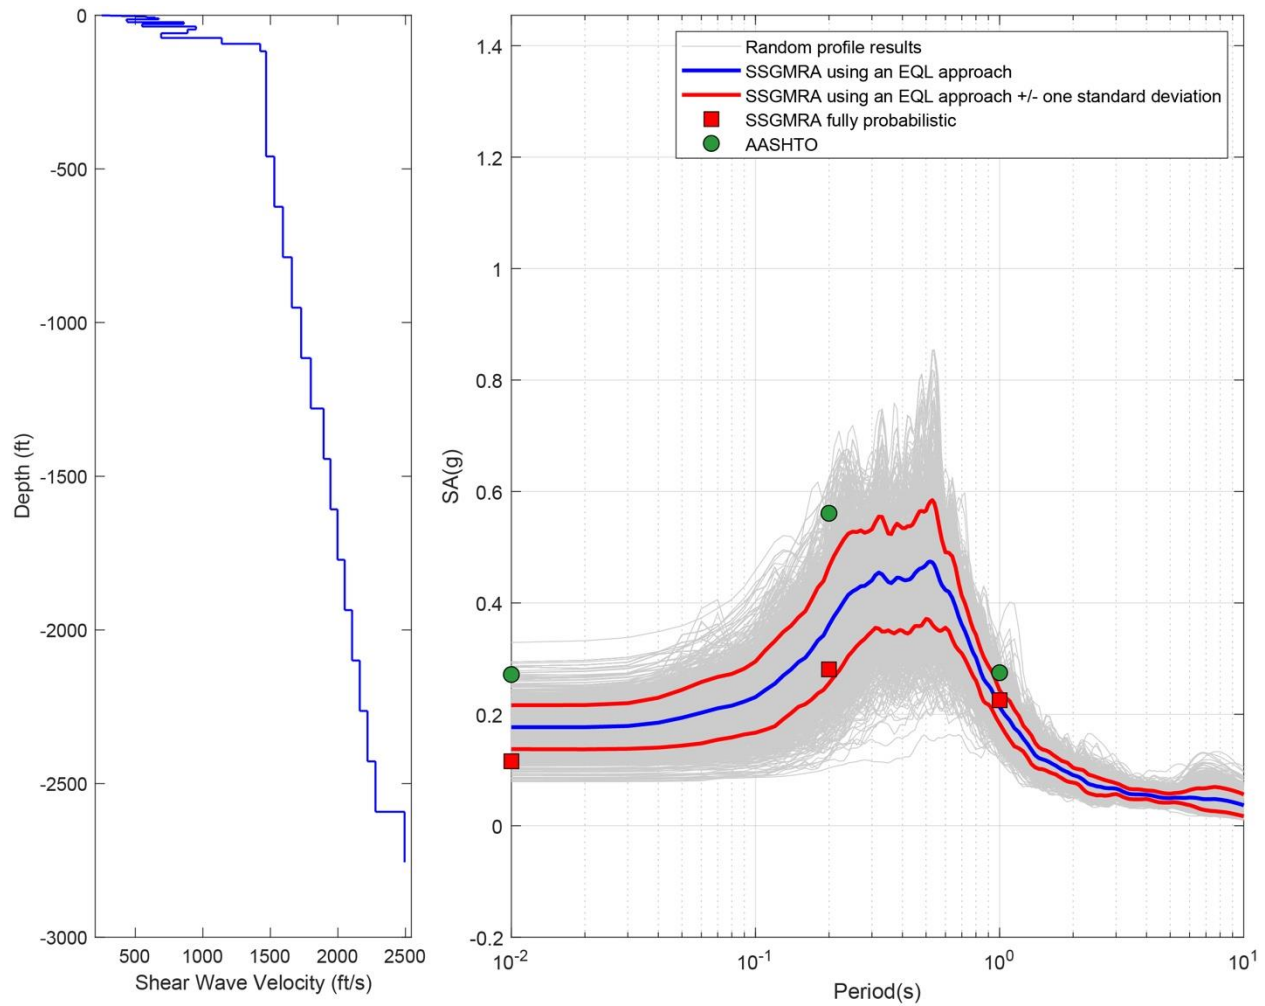 0
-500
-1000
-1500
-2000
-2500
-3000
Depth (ft)
500 1000 1500 2000 2500
Shear Wave Velocity (ft/s)
1.4
1.2
1
0.8
0.6
0.4
0.2
0
-0.2
SA(g)
Random profile results
SSGMRA using an EQL approach
SSGMRA using an EQL approach +/- one standard deviation
SSGMRA fully probabilistic
AASHTO
10⁻² 10⁻¹ 10⁰ 10¹
Period(s)